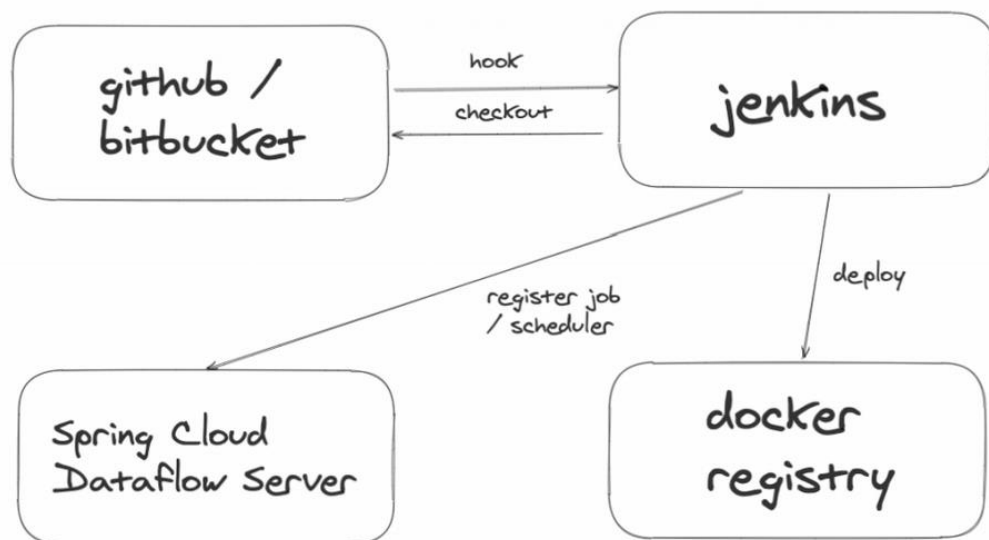 github /
bitbucket
hook
checkout
jenkins
register job
/ scheduler
deploy
Spring Cloud
Dataflow Server
docker
registry